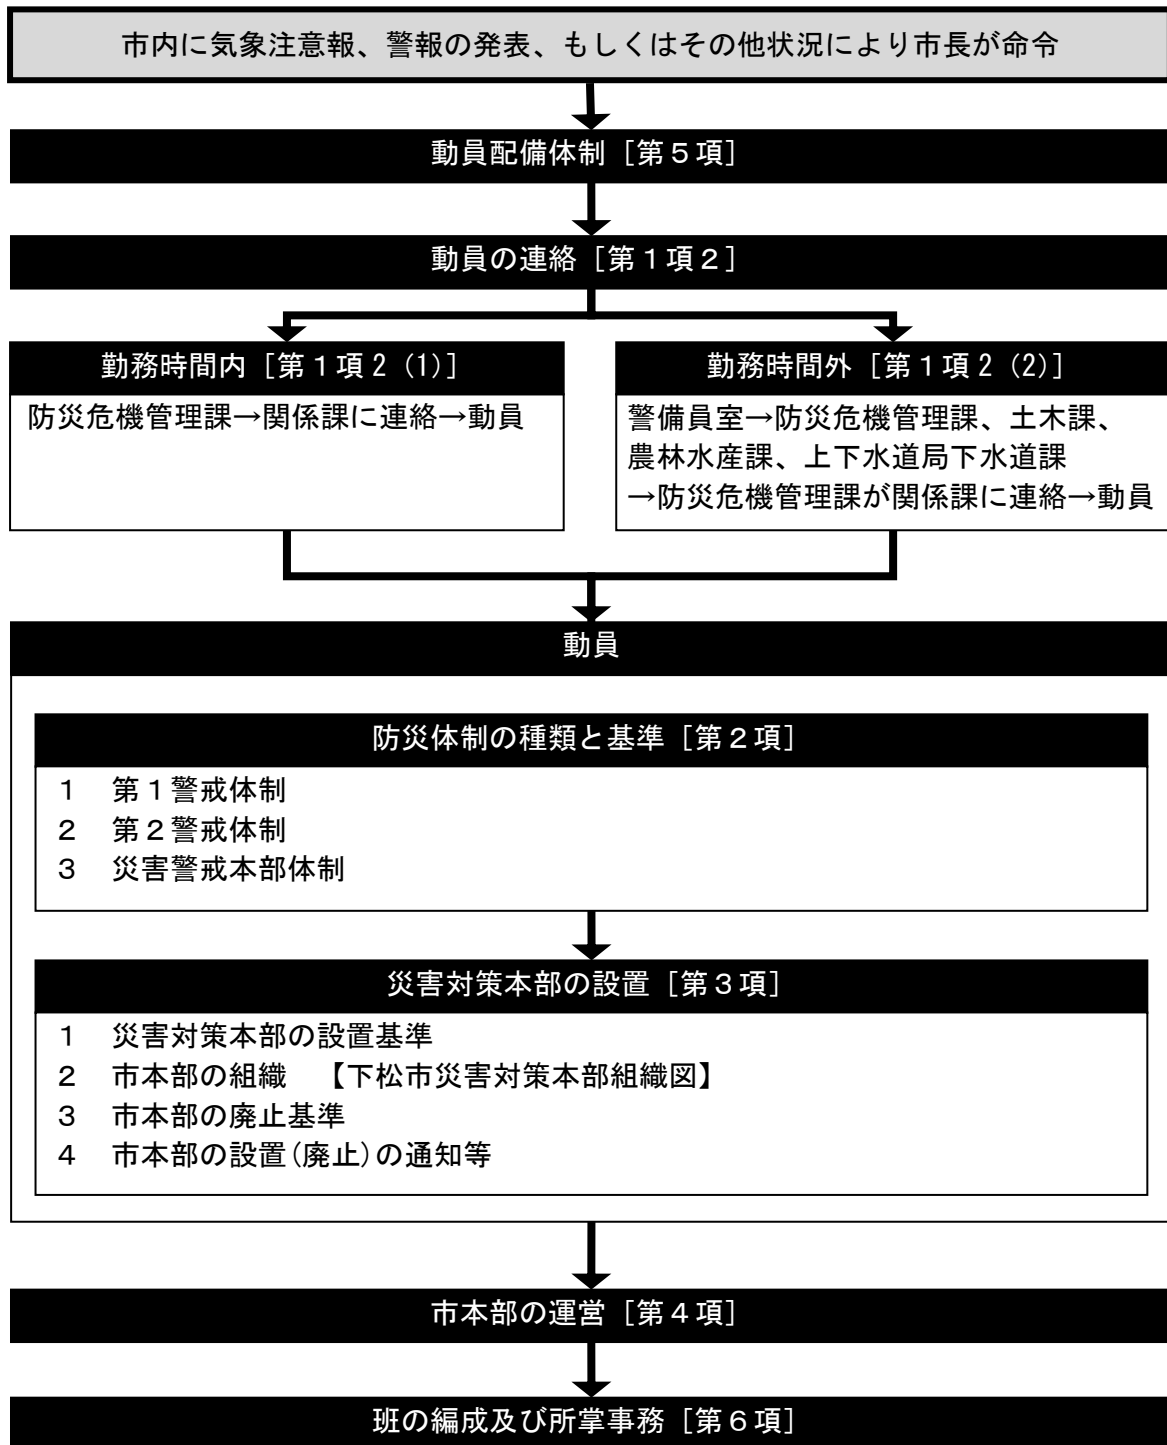 市内に気象注意報、警報の発表、もしくはその他状況により市長が命令
動員配備体制［第５項］
動員の連絡［第１項２］
勤務時間内［第１項２（1）］
防災危機管理課→関係課に連絡→動員
勤務時間外［第１項２（2）］
警備員室→防災危機管理課、土木課、
農林水産課、上下水道局下水道課
→防災危機管理課が関係課に連絡→動員
動員
防災体制の種類と基準［第２項］
１　第１警戒体制
２　第２警戒体制
３　災害警戒本部体制
災害対策本部の設置［第３項］
１　災害対策本部の設置基準
２　市本部の組織　【下松市災害対策本部組織図】
３　市本部の廃止基準
４　市本部の設置(廃止)の通知等
市本部の運営［第４項］
班の編成及び所掌事務［第６項］